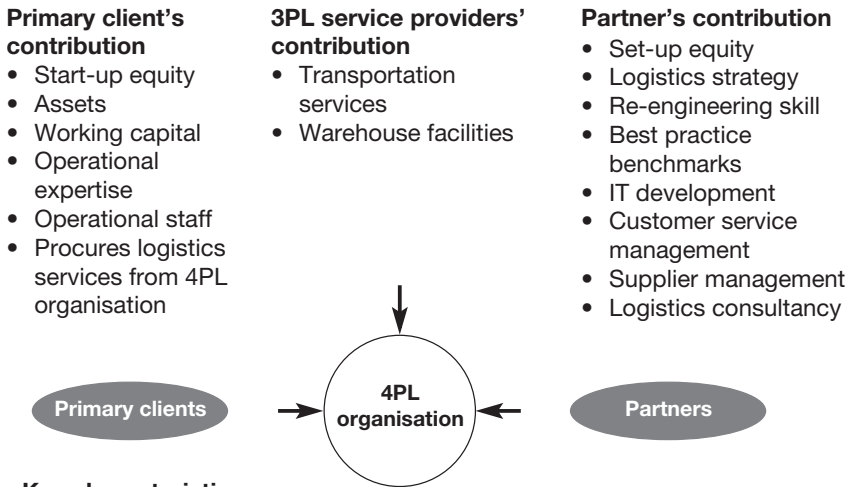 Primary client's
contribution
• Start-up equity
• Assets
• Working capital
• Operational
expertise
• Operational staff
• Procures logistics
services from 4PL
organisation
3PL service providers'
contribution
• Transportation
services
• Warehouse facilities
Partner's contribution
• Set-up equity
• Logistics strategy
• Re-engineering skill
• Best practice
benchmarks
• IT development
• Customer service
management
• Supplier management
• Logistics consultancy
Primary clients
4PL
organisation
Partners